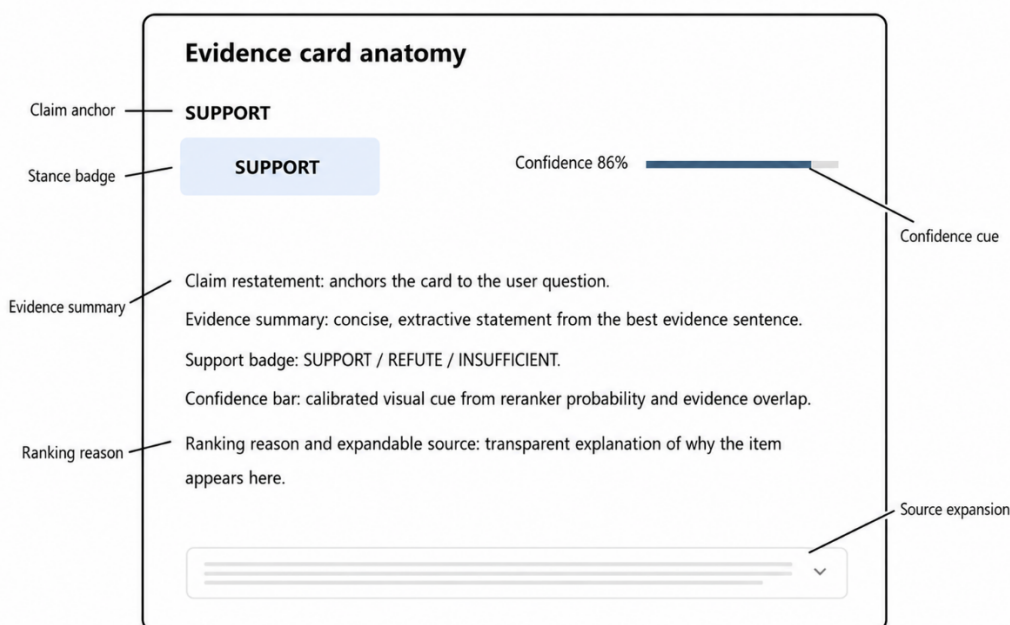 Evidence card anatomy
Claim anchor
SUPPORT
Stance badge
SUPPORT
Confidence 86%
Confidence cue
Claim restatement: anchors the card to the user question.
Evidence summary
Evidence summary: concise, extractive statement from the best evidence sentence.
Support badge: SUPPORT / REFUTE / INSUFFICIENT.
Confidence bar: calibrated visual cue from reranker probability and evidence overlap.
Ranking reason
Ranking reason and expandable source: transparent explanation of why the item
appears here.
Source expansion